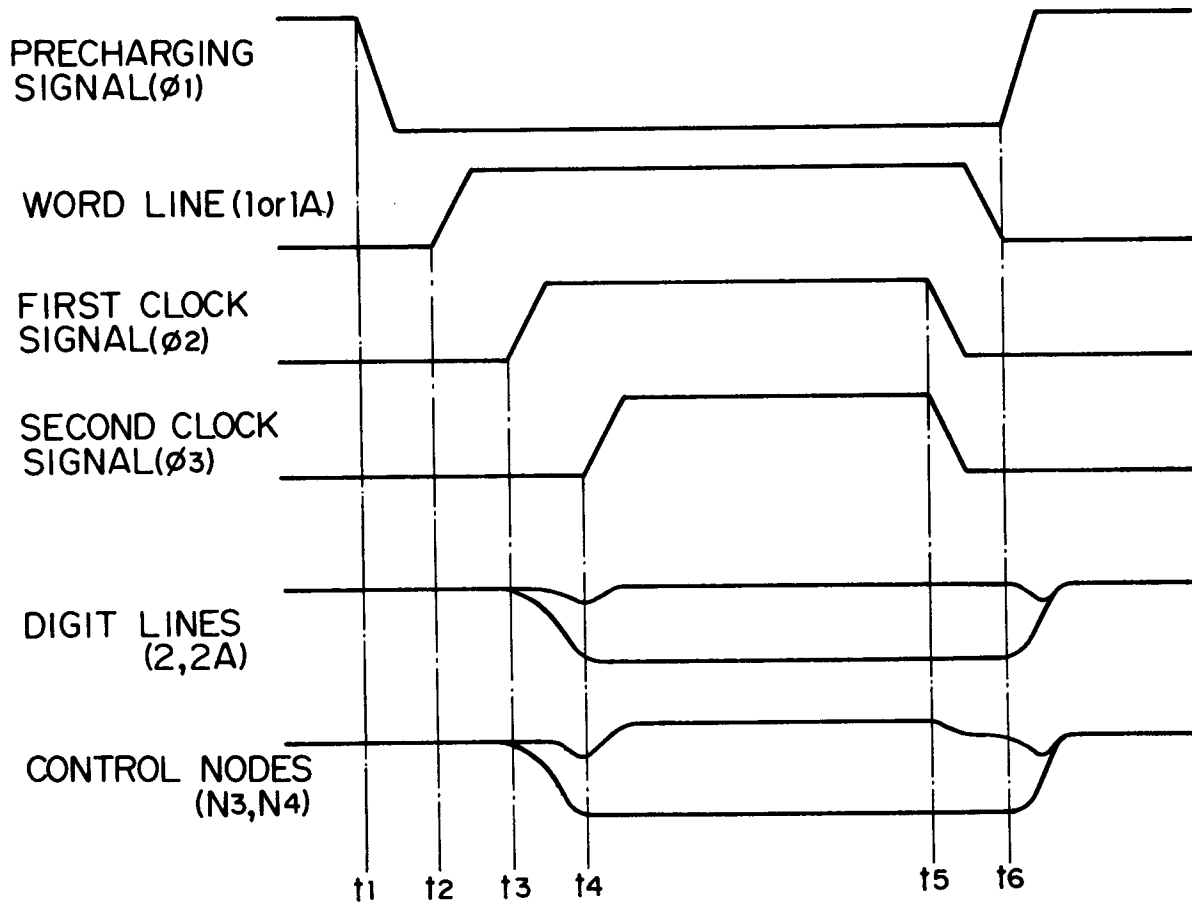 PRECHARGING
SIGNAL(ø1)
WORD LINE (1or1A)
FIRST CLOCK
SIGNAL(ø2)
SECOND CLOCK
SIGNAL(ø3)
DIGIT LINES
(2,2A)
CONTROL NODES
(N3,N4)
t1 t2 t3 t4 t5 t6